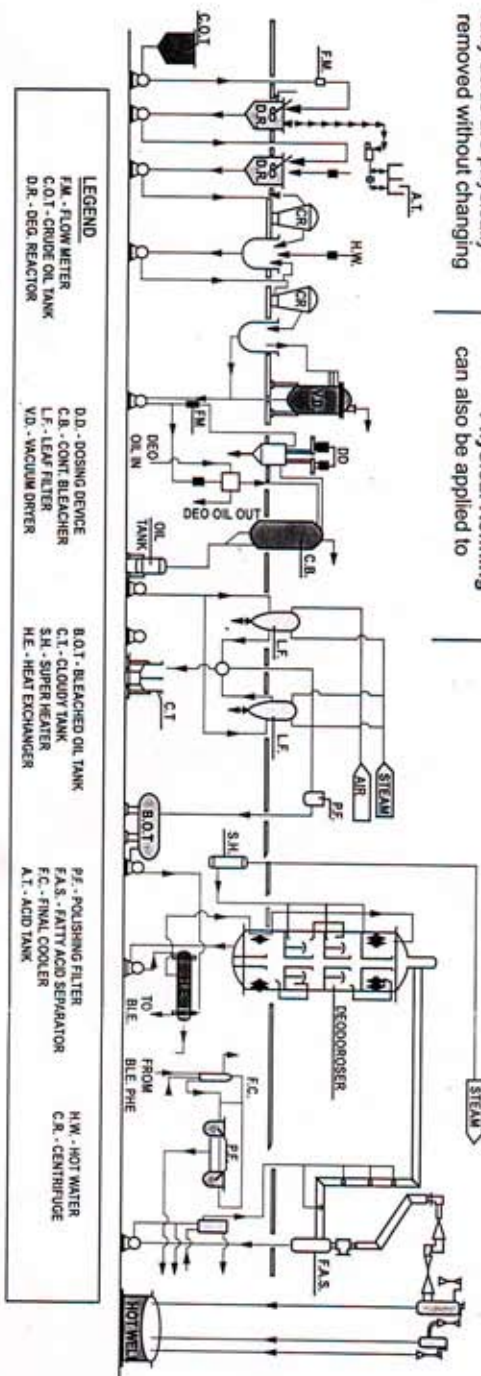 removed without changing
can also be applied to
C.O.T
F.M.
D.R.
D.R.
A.T.
CR
H.W.
CR
V.D.
FM
DEO
OIL IN
DEO OIL OUT
DD
C.B.
OIL
TANK
L.F.
L.F.
C.T
AIR
STEAM
P.F.
B.O.T
S.H.
DEODOROSER
STEAM
TO
BLE.
FROM
BLE. PHE
F.C.
P.F.
F.A.S.
HOT WELL
LEGEND
F.M. - FLOW METER
C.O.T - CRUDE OIL TANK
D.R. - DEG. REACTOR
D.D. - DOSING DEVICE
C.B. - CONT. BLEACHER
L.F. - LEAF FILTER
V.D. - VACUUM DRYER
B.O.T - BLEACHED OIL TANK
C.T. - CLOUDY TANK
S.H. - SUPER HEATER
H.E. - HEAT EXCHANGER
P.F. - POLISHING FILTER
F.A.S. - FATTY ACID SEPARATOR
F.C. - FINAL COOLER
A.T. - ACID TANK
H.W. - HOT WATER
C.R. - CENTRIFUGE